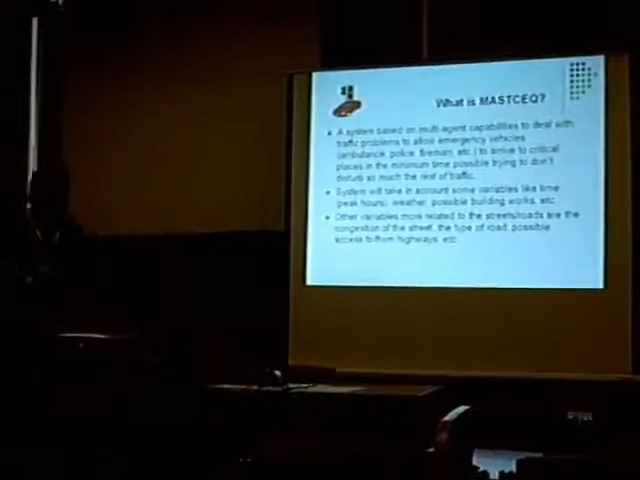 What is MASTCEQ?
A system based on multi-agent capabilities to deal with
traffic problems to allow emergency vehicles
(ambulance, police, fireman, etc.) to arrive to critical
places in the minimum time possible trying to don't
disturb so much the rest of traffic.
System will take in account some variables like time
(peak hours), weather, possible building works, etc.
Other variables more related to the streets/roads are the
congestion of the street, the type of road, possible
access to/from highways, etc.